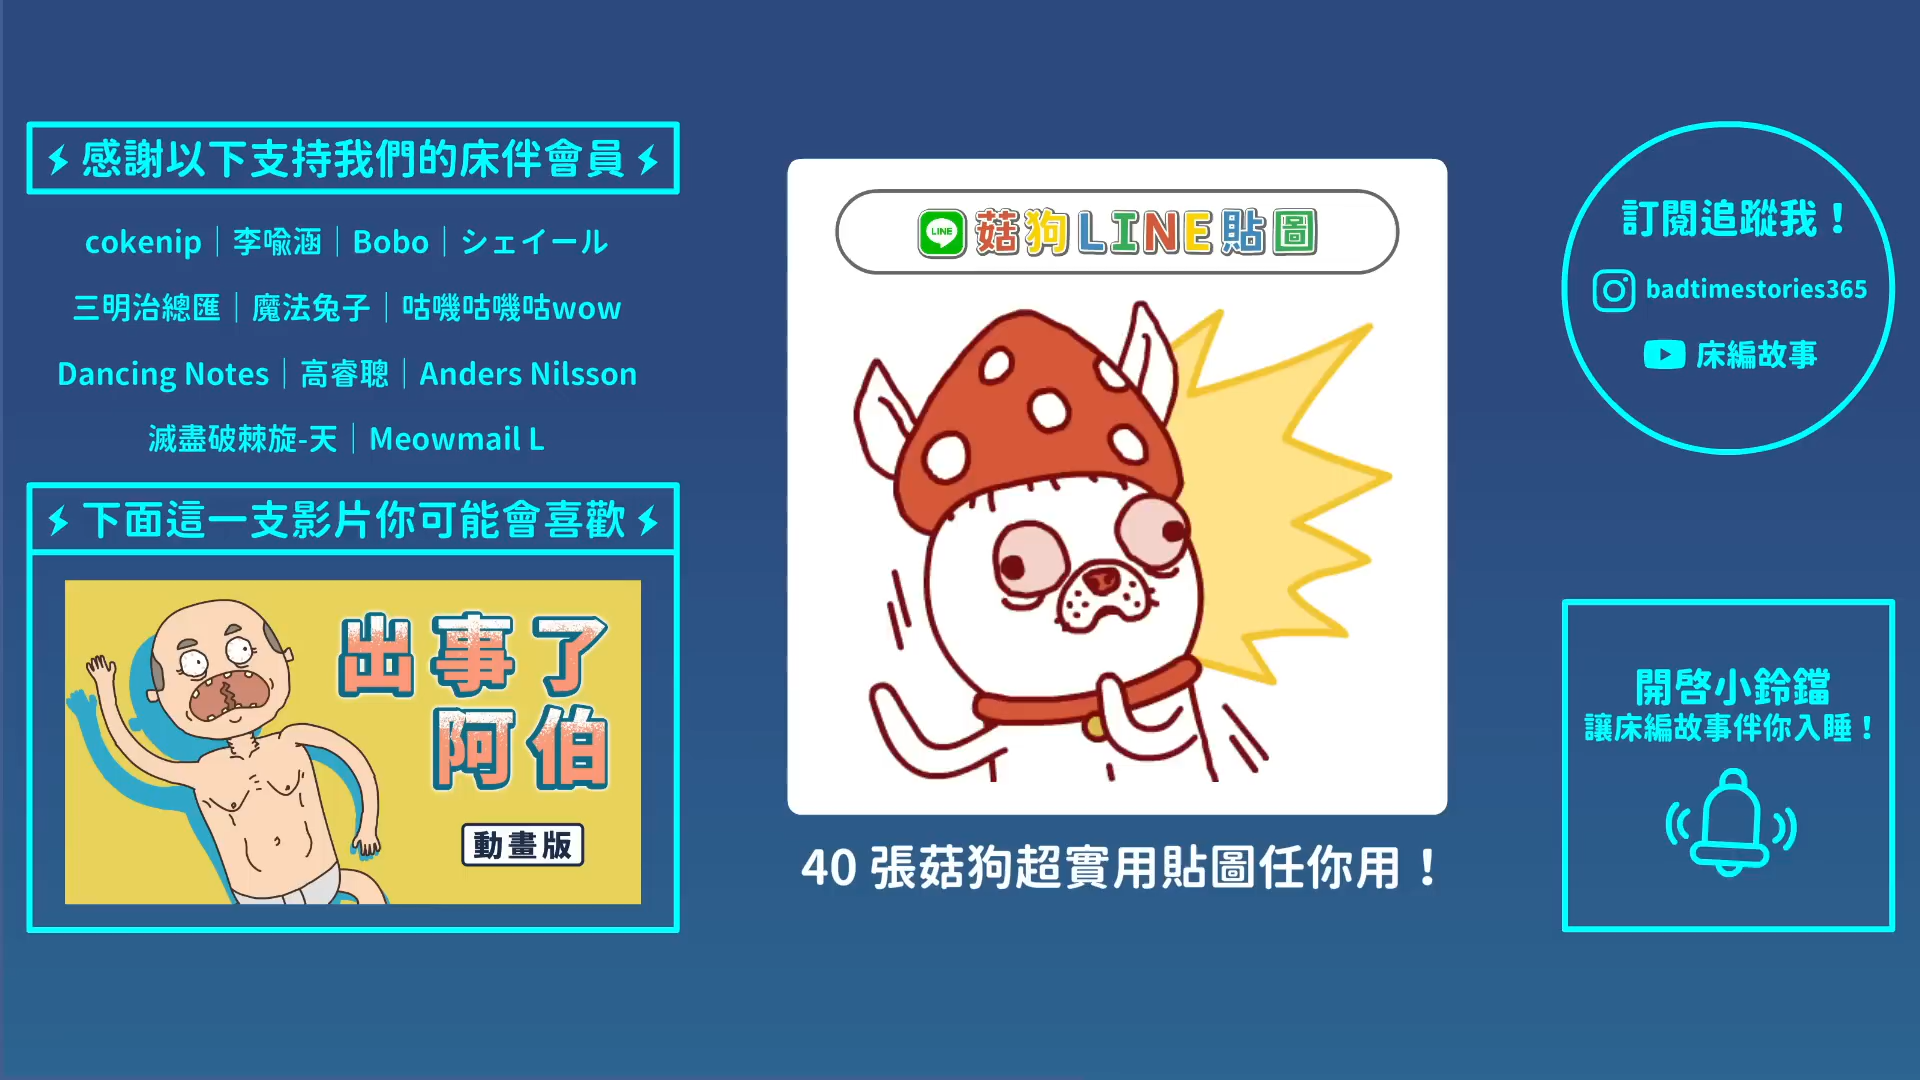 感謝以下支持我們的床伴會員
cokenip｜李喩涵｜Bobo｜シェイール
三明治總匯｜魔法兔子｜咕嘰咕嘰咕wow
Dancing Notes｜高睿聰｜Anders Nilsson
滅盡破棘旋-天｜Meowmail L
下面這一支影片你可能會喜歡
出事了
阿伯
動畫版
LINE 菇狗LINE貼圖
40 張菇狗超實用貼圖任你用！
訂閱追蹤我！
badtimestories365
床編故事
開啓小鈴鐺
讓床編故事伴你入睡！